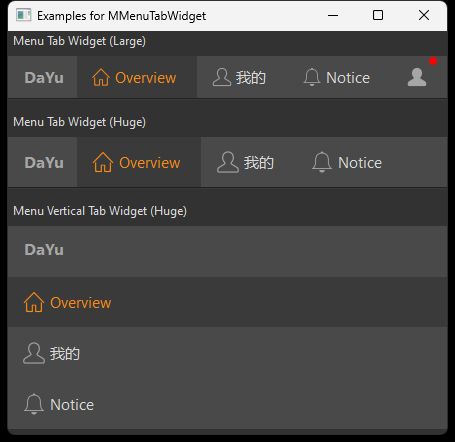 Examples for MMenuTabWidget
Menu Tab Widget (Large)
DaYu Overview 我的 Notice
Menu Tab Widget (Huge)
DaYu Overview 我的 Notice
Menu Vertical Tab Widget (Huge)
DaYu
Overview
我的
Notice